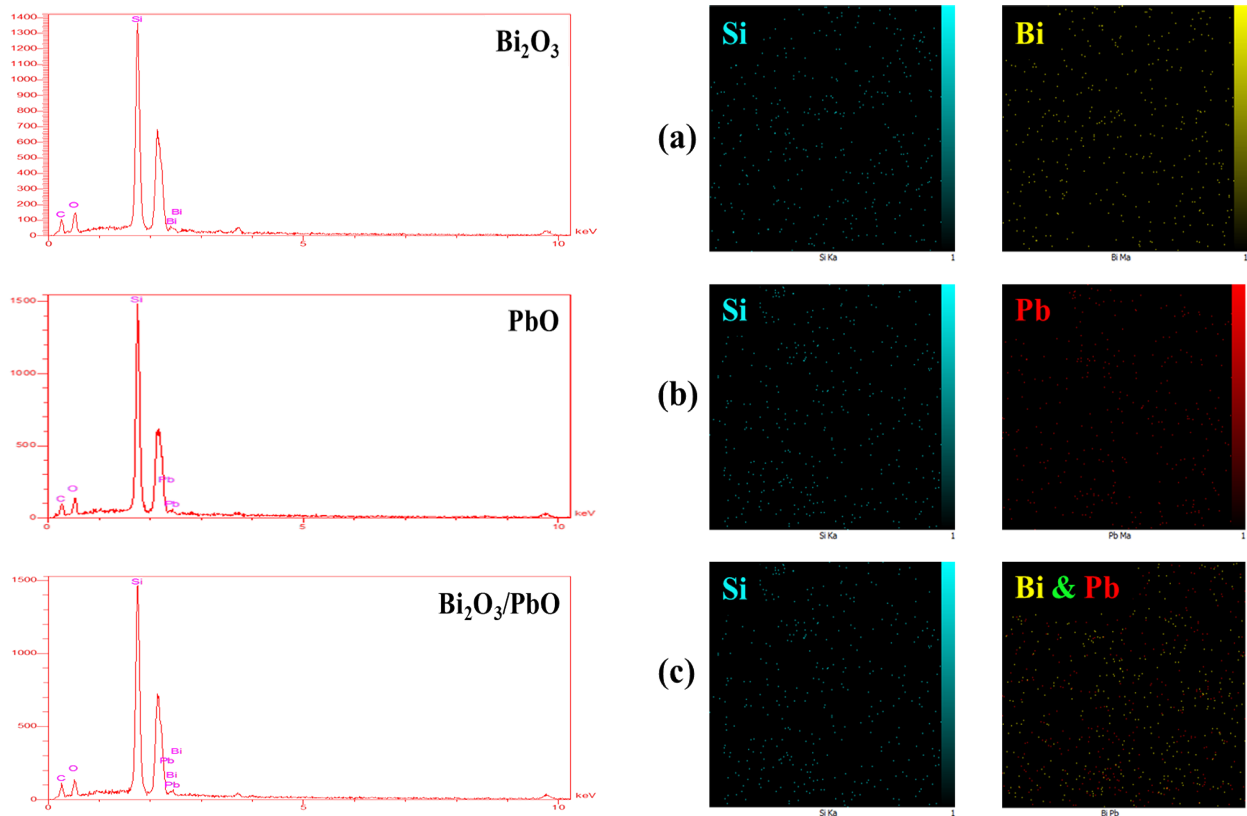 1400
1300
1200
1100
1000
900
800
700
600
500
400
300
200
100
0
Si
C
O
Bi
Bi
0
5
10
keV
Bi₂O₃
(a)
Si
Si Ka
1
Bi
Bi Ma
1
1500
1000
500
0
Si
C
O
Pb
Pb
0
5
10
keV
PbO
(b)
Si
Si Ka
1
Pb
Pb Ma
1
1500
1000
500
0
Si
C
O
Bi
Pb
Bi
Pb
0
5
10
keV
Bi₂O₃/PbO
(c)
Si
Si Ka
1
Bi & Pb
Bi Pb